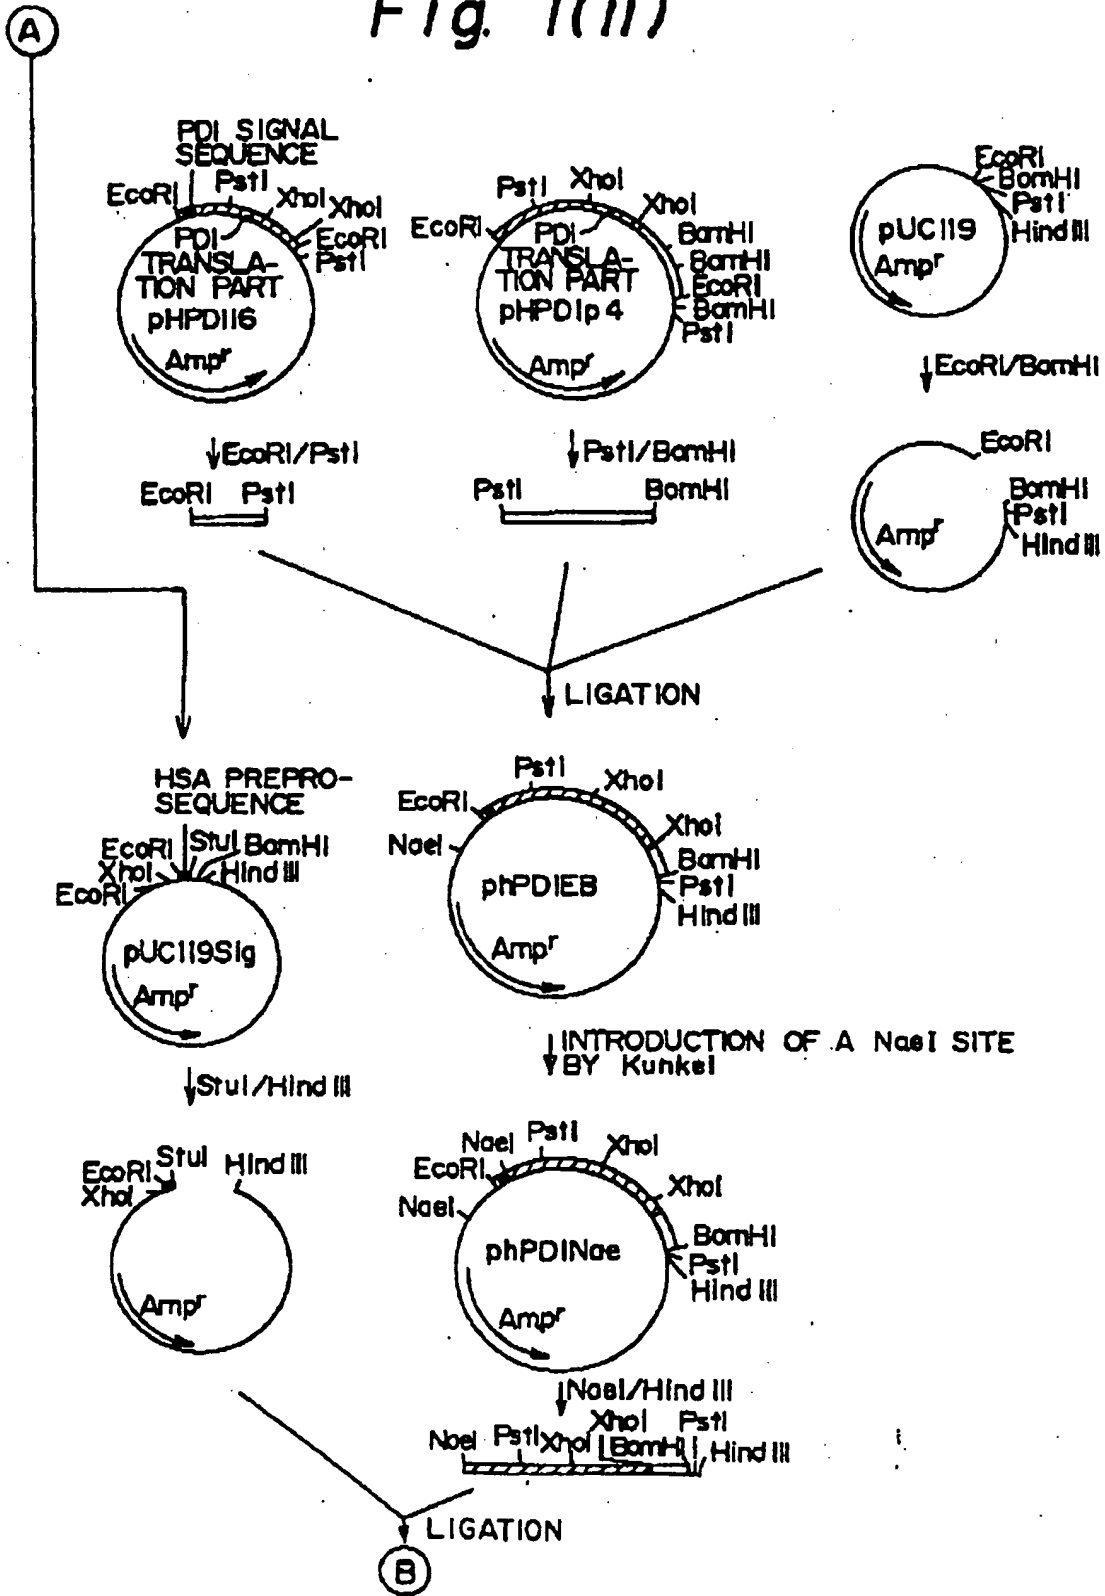 Fig. 1(II)
A
PDI SIGNAL
SEQUENCE
EcoRI
PstI
XhoI
XhoI
EcoRI
PstI
PDI
TRANSLA-
TION PART
pHPDI16
Ampr
EcoRI
PstI
XhoI
XhoI
BamHI
BamHI
EcoRI
BamHI
PstI
PDI
TRANSLA-
TION PART
pHPDIp4
Ampr
EcoRI
BamHI
PstI
HindIII
pUC119
Ampr
EcoRI/PstI
PstI/BamHI
EcoRI/BamHI
EcoRI PstI
PstI BamHI
EcoRI
BamHI
PstI
HindIII
Ampr
LIGATION
HSA PREPRO-
SEQUENCE
EcoRI
StuI
BamHI
XhoI
HindIII
EcoRI
pUC119Sig
Ampr
PstI
XhoI
EcoRI
NaeI
XhoI
BamHI
PstI
HindIII
phPDIEB
Ampr
INTRODUCTION OF A NaeI SITE
BY Kunkel
StuI/HindIII
EcoRI
StuI
HindIII
XhoI
Ampr
NaeI
PstI
XhoI
EcoRI
NaeI
XhoI
BamHI
PstI
HindIII
phPDINae
Ampr
NaeI/HindIII
XhoI PstI
NaeI PstI XhoI BamHI HindIII
LIGATION
B